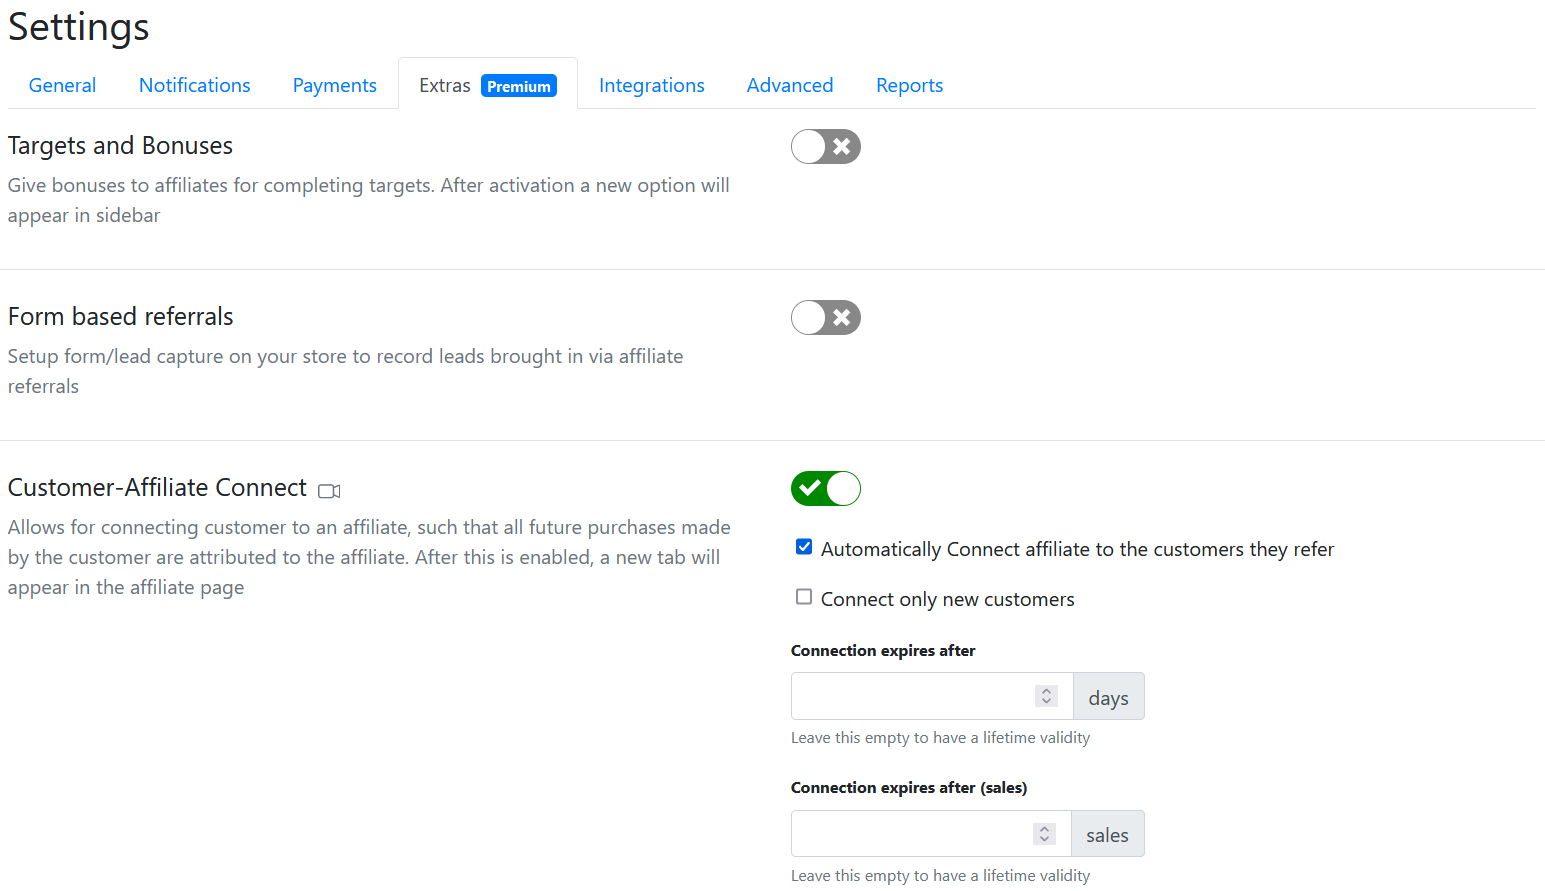 Settings
General Notifications Payments Extras Premium Integrations Advanced Reports
Targets and Bonuses
Give bonuses to affiliates for completing targets. After activation a new option will
appear in sidebar
Form based referrals
Setup form/lead capture on your store to record leads brought in via affiliate
referrals
Customer-Affiliate Connect
Allows for connecting customer to an affiliate, such that all future purchases made
by the customer are attributed to the affiliate. After this is enabled, a new tab will
appear in the affiliate page
Automatically Connect affiliate to the customers they refer
Connect only new customers
Connection expires after
days
Leave this empty to have a lifetime validity
Connection expires after (sales)
sales
Leave this empty to have a lifetime validity